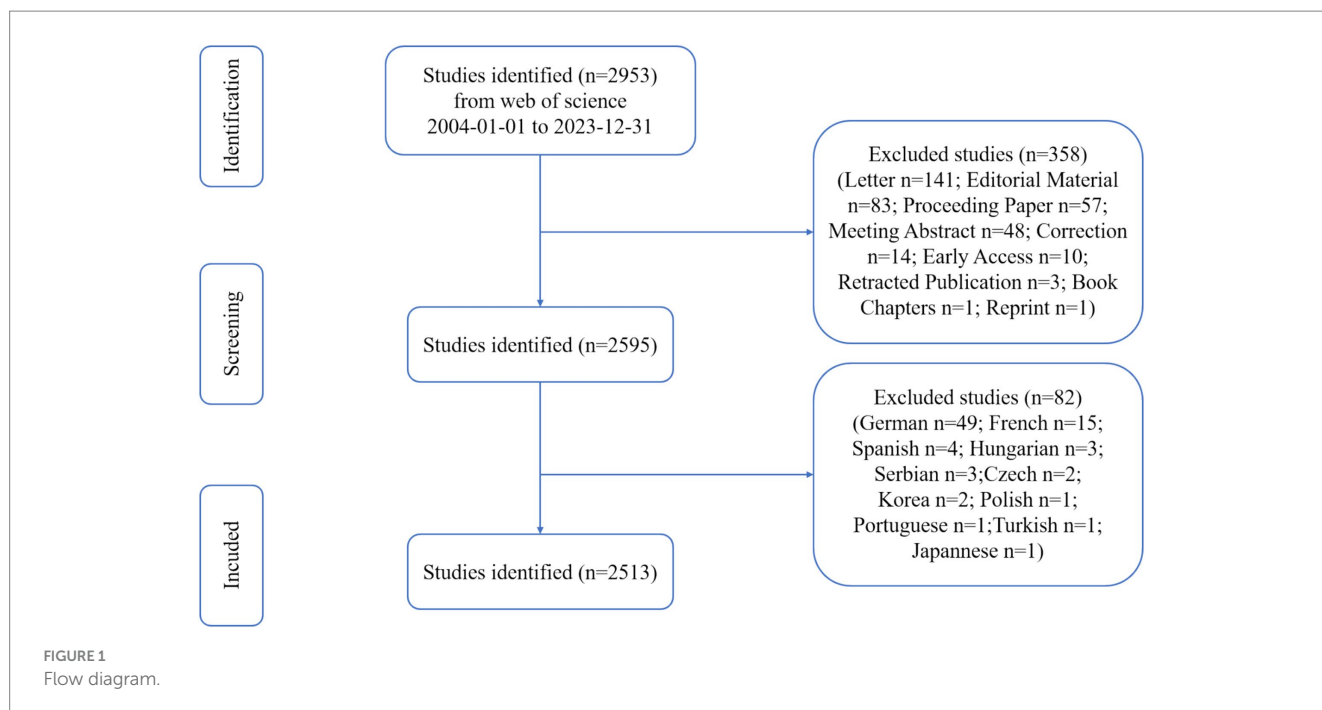 Identification
Studies identified (n=2953)
from web of science
2004-01-01 to 2023-12-31
Excluded studies (n=358)
(Letter n=141; Editorial Material
n=83; Proceeding Paper n=57;
Meeting Abstract n=48; Correction
n=14; Early Access n=10;
Retracted Publication n=3; Book
Chapters n=1; Reprint n=1)
Screening
Studies identified (n=2595)
Excluded studies (n=82)
(German n=49; French n=15;
Spanish n=4; Hungarian n=3;
Serbian n=3;Czech n=2;
Korea n=2; Polish n=1;
Portuguese n=1;Turkish n=1;
Japannese n=1)
Incuded
Studies identified (n=2513)
FIGURE 1
Flow diagram.